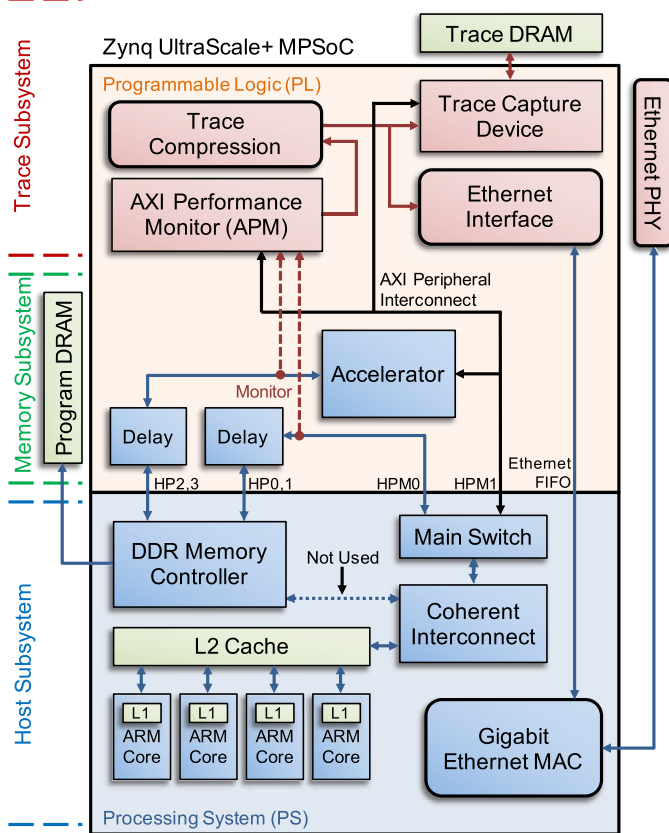 Trace DRAM
Zynq UltraScale+ MPSoC
Programmable Logic (PL)
Trace
Compression
Trace Capture
Device
Ethernet PHY
Trace Subsystem
AXI Performance
Monitor (APM)
Ethernet
Interface
AXI Peripheral
Interconnect
Memory Subsystem
Program DRAM
Accelerator
Monitor
Delay
Delay
Ethernet
FIFO
HP2,3
HP0,1
HPM0
HPM1
Host Subsystem
DDR Memory
Controller
Main Switch
Not Used
Coherent
Interconnect
L2 Cache
L1
ARM
Core
L1
ARM
Core
L1
ARM
Core
L1
ARM
Core
Gigabit
Ethernet MAC
Processing System (PS)